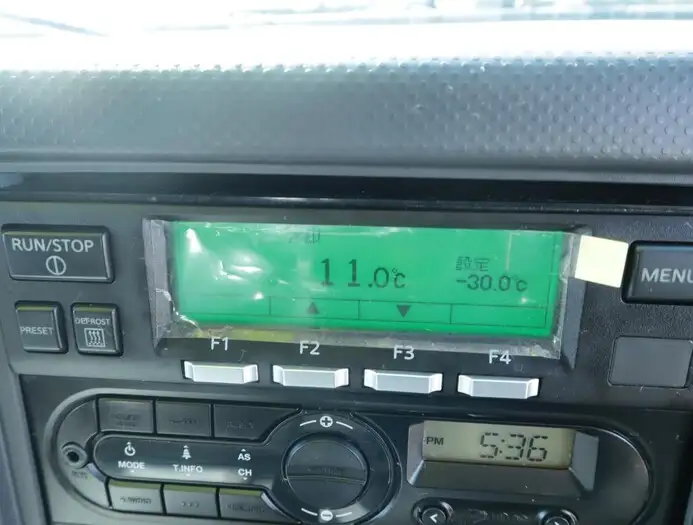 RUN/STOP
11.0℃
設定
-30.0℃
MENU
PRESET
DEFROST
F1
F2
F3
F4
MODE
T.INFO
AS
CH
PM
5:36